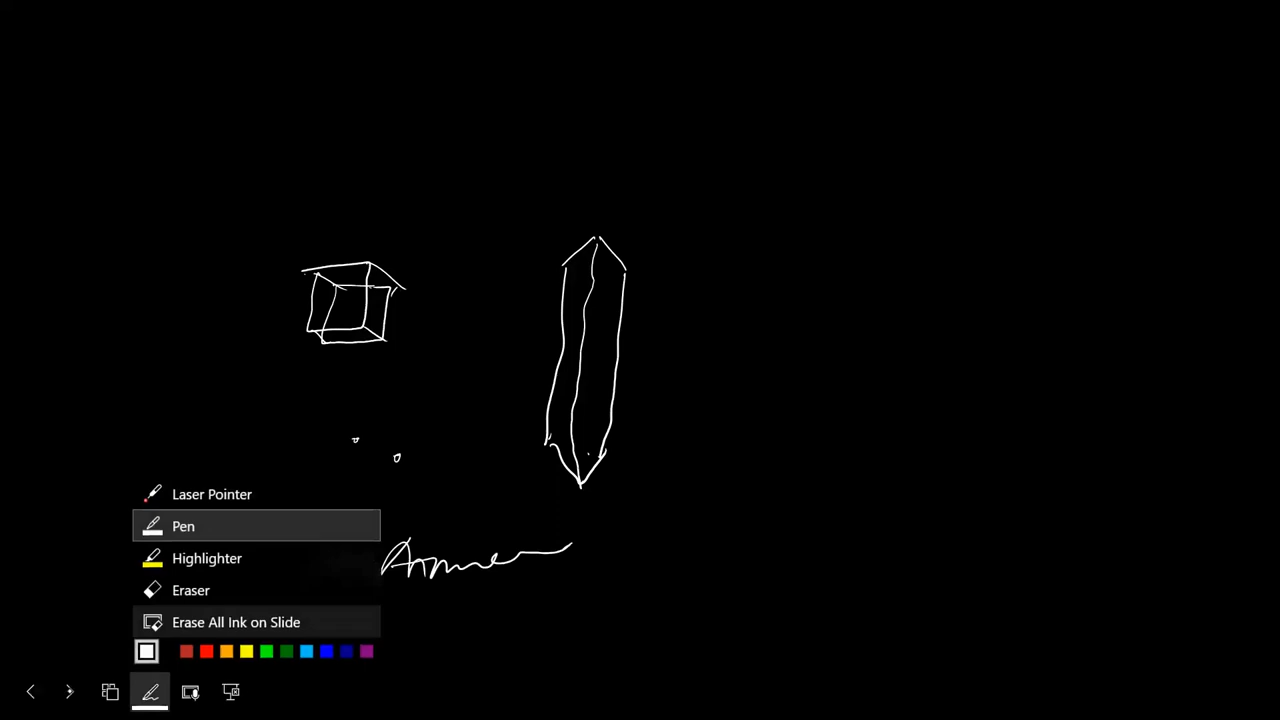 Laser Pointer
Pen
Highlighter
Eraser
Erase All Ink on Slide